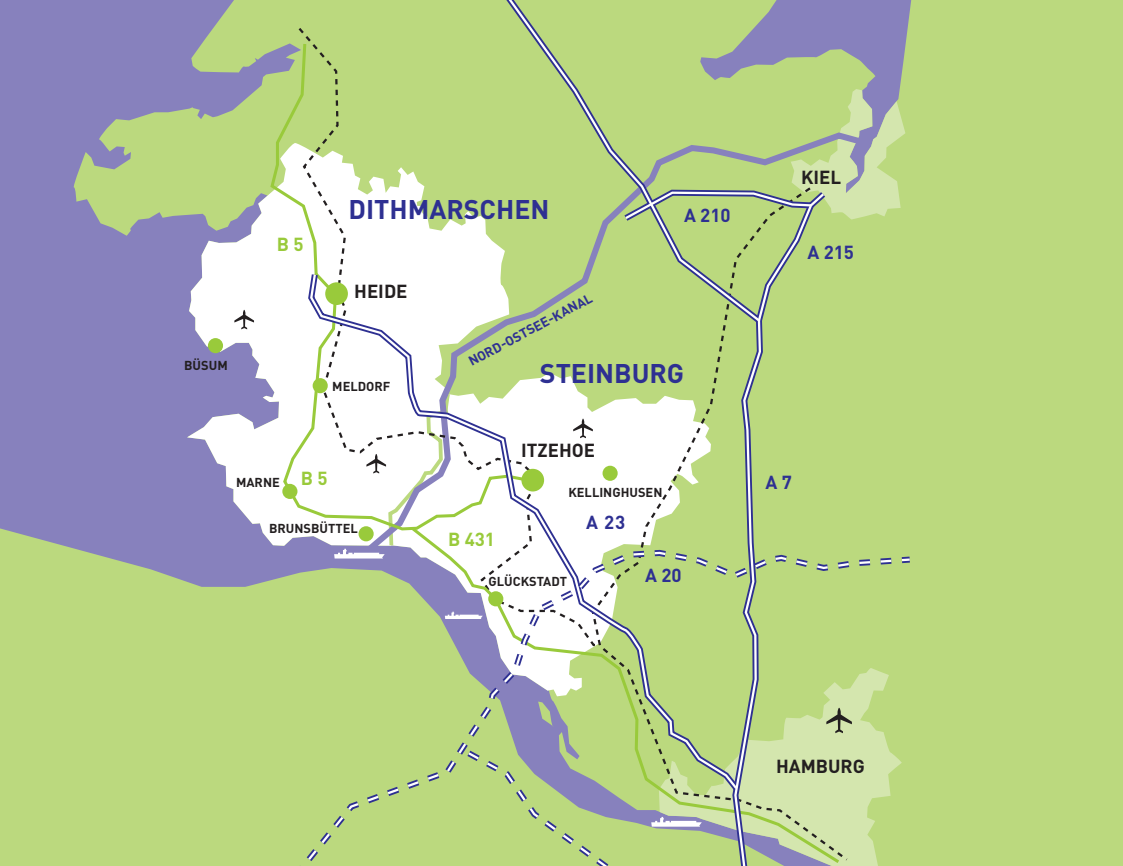 KIEL
DITHMARSCHEN
A 210
B 5
A 215
HEIDE
NORD-OSTSEE-KANAL
BÜSUM
STEINBURG
MELDORF
ITZEHOE
B 5
MARNE
A 7
KELLINGHUSEN
A 23
BRUNSBÜTTEL
B 431
A 20
GLÜCKSTADT
HAMBURG